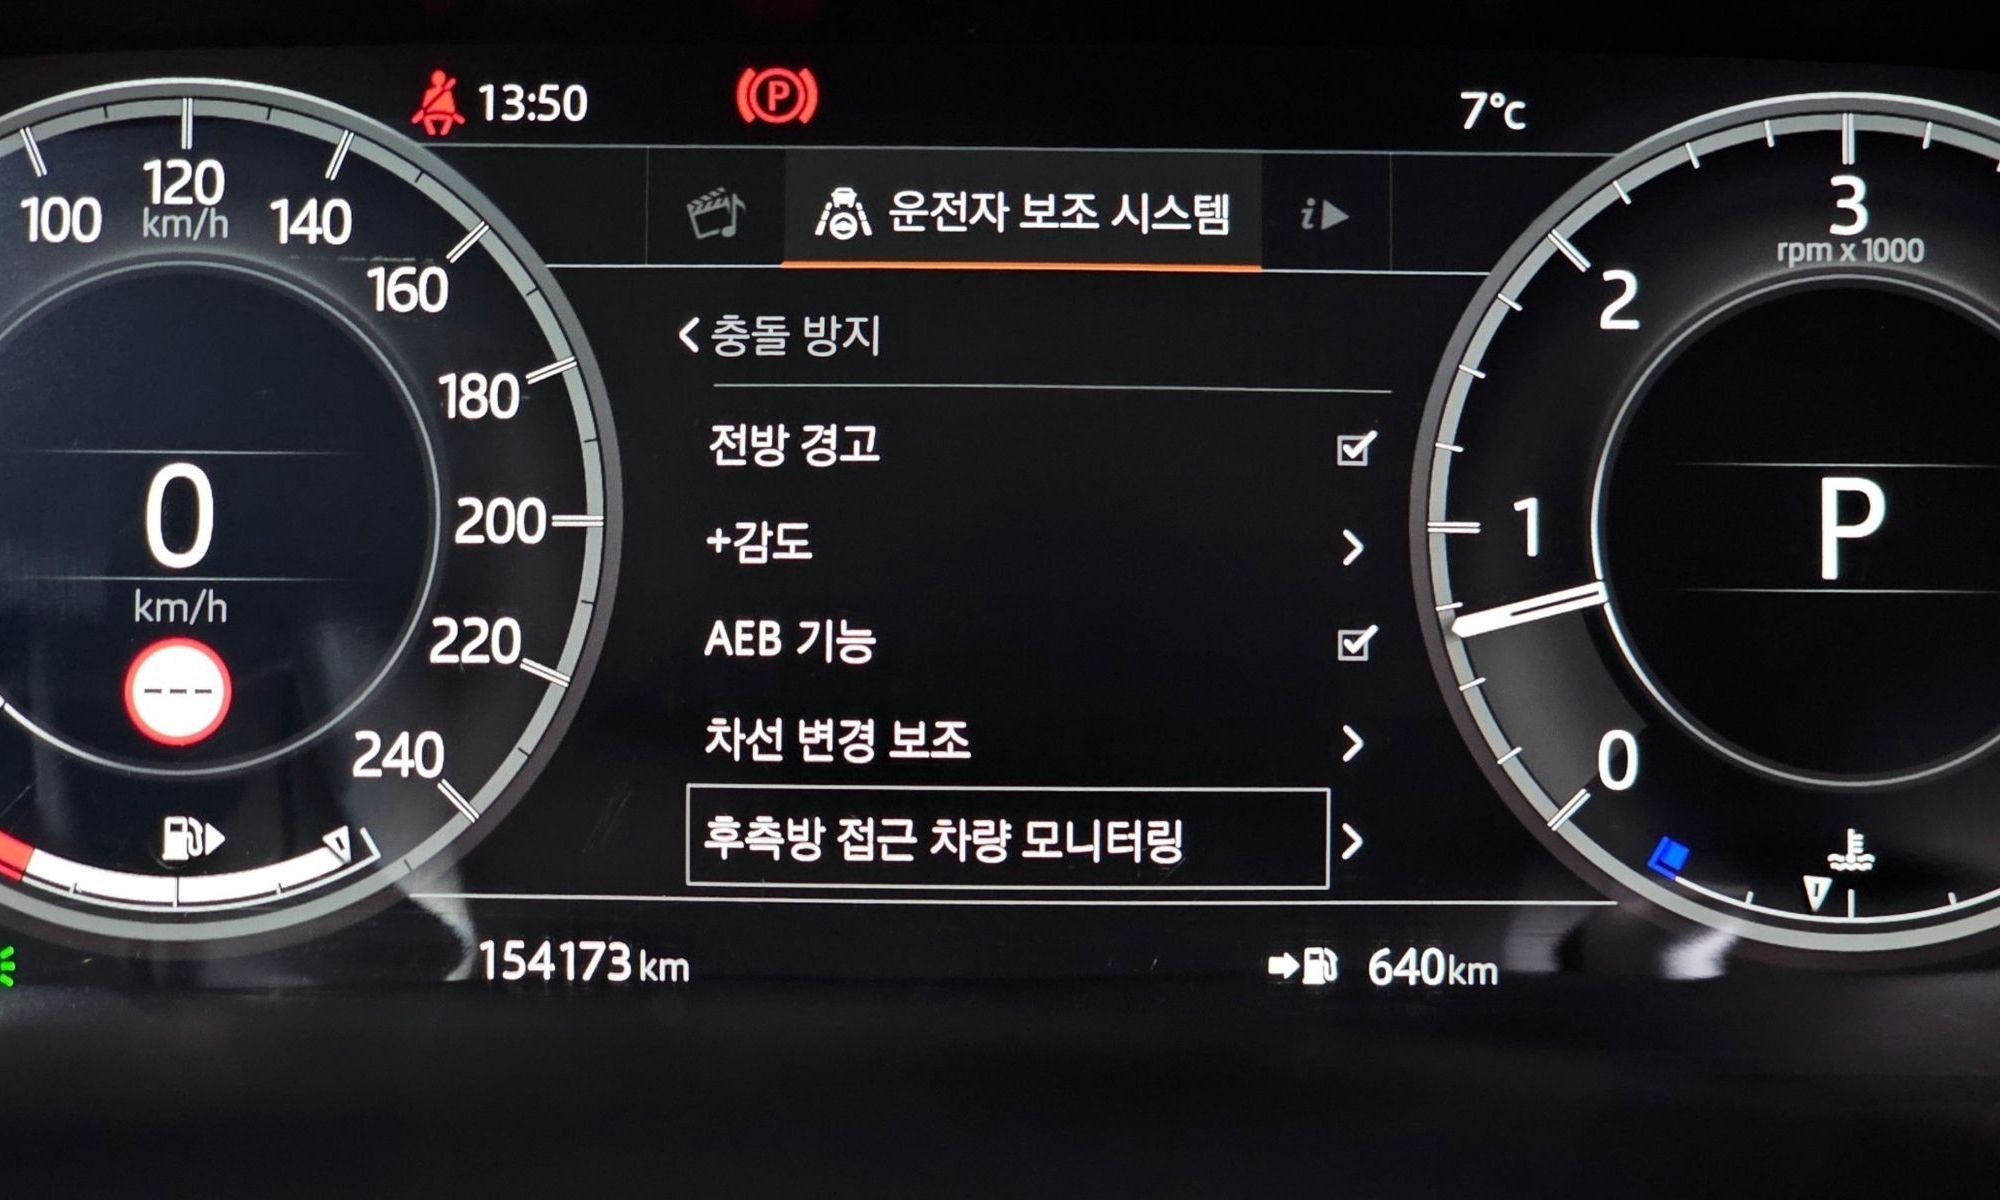 13:50
P
7°c
운전자 보조 시스템
i
100
120
km/h
140
160
180
200
220
240
0
km/h
---
충돌 방지
전방 경고
+감도
AEB 기능
차선 변경 보조
후측방 접근 차량 모니터링
3
rpm x 1000
2
1
0
P
154173 km
640km